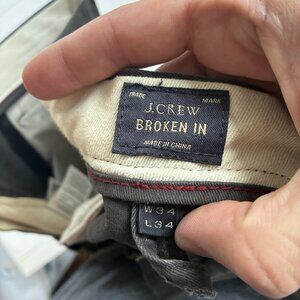 TRADE MARK
J.CREW
BROKEN IN
MADE IN CHINA
W34
L34